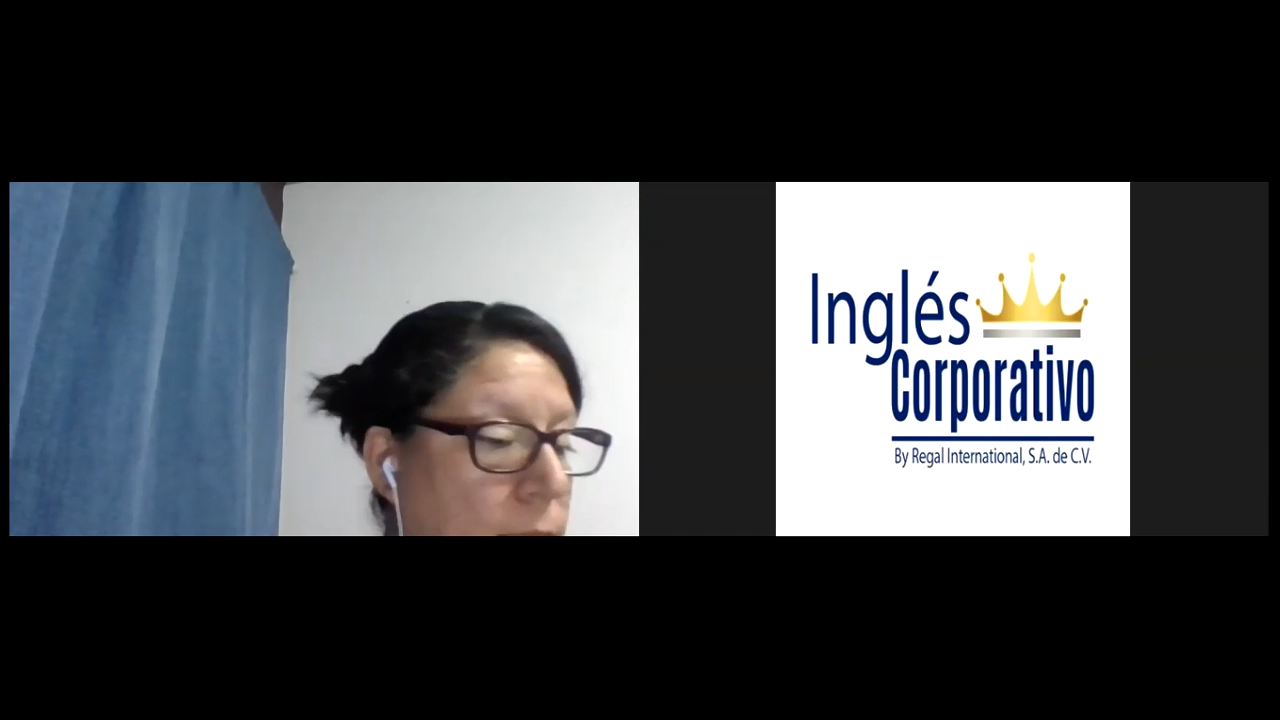 Inglés
Corporativo
By Regal International, S.A. de C.V.